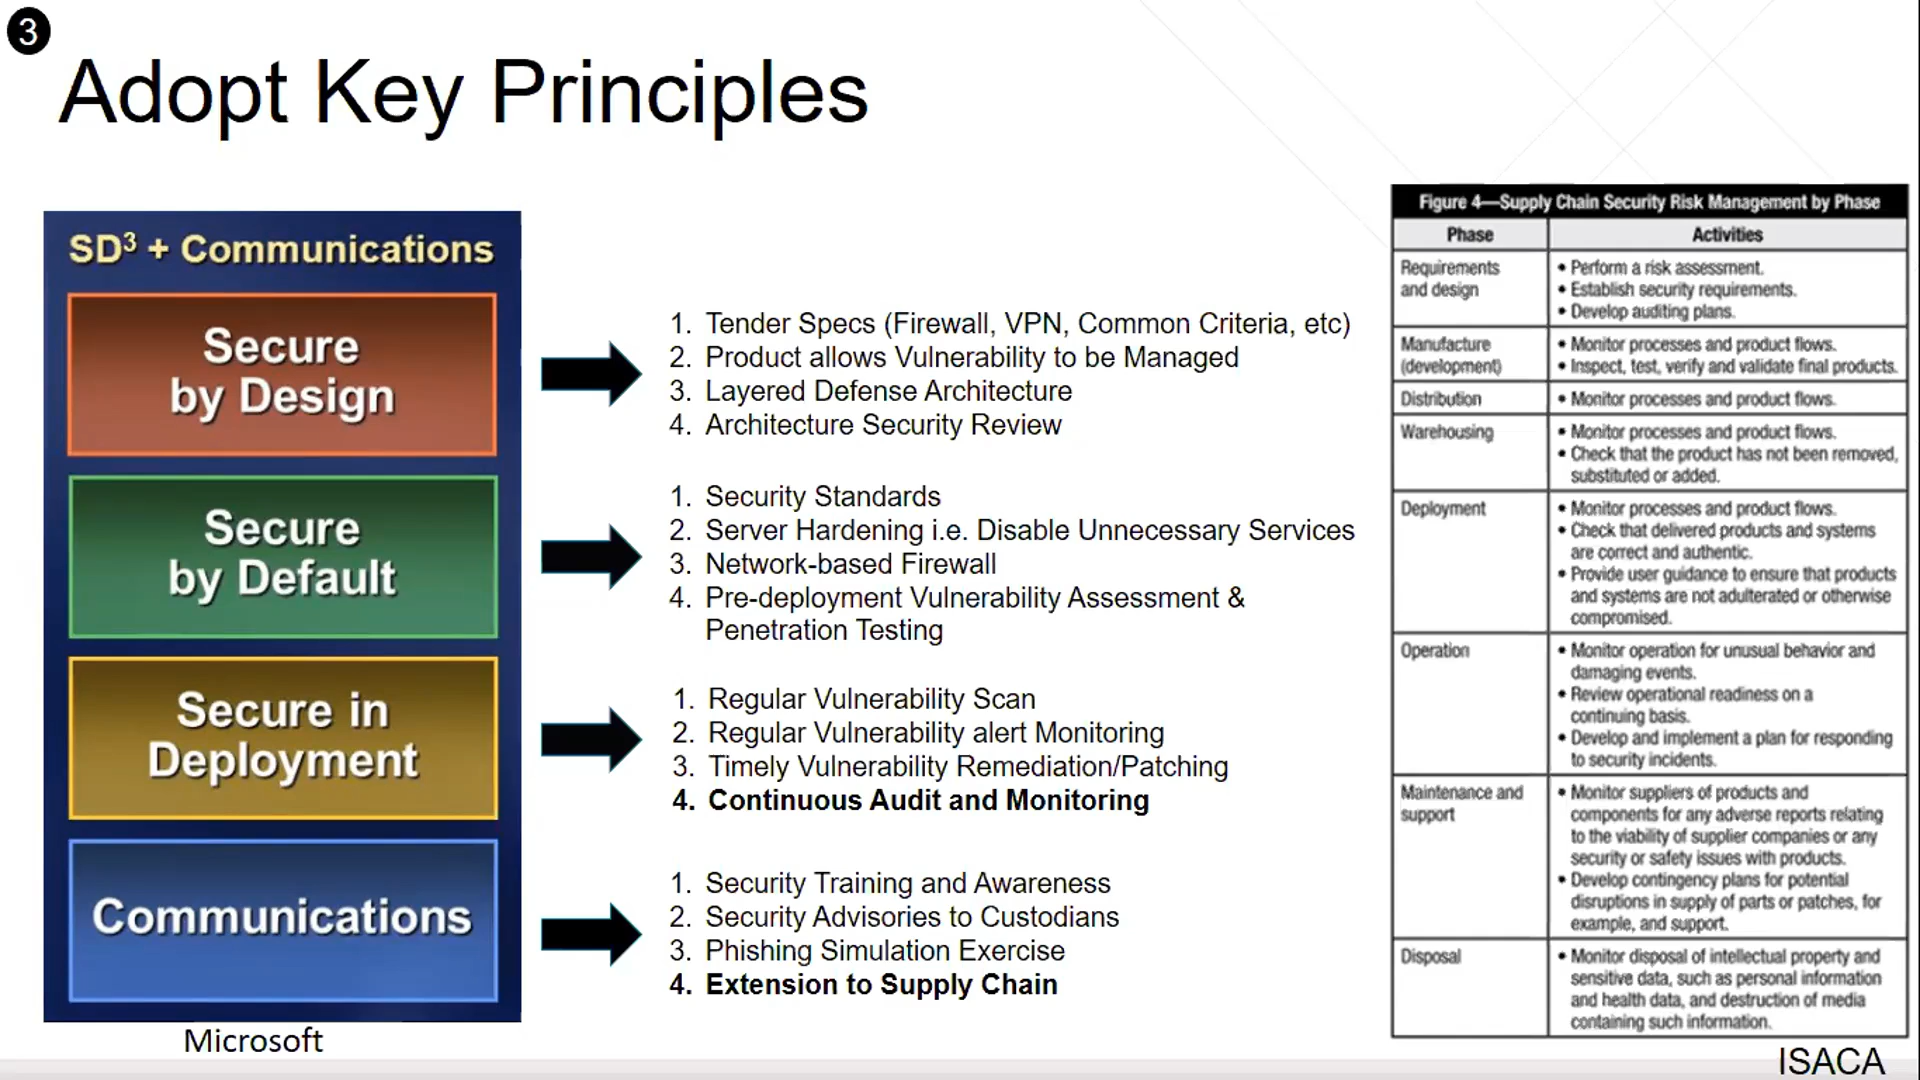 3
Adopt Key Principles
SD³ + Communications
Secure
by Design
Secure
by Default
Secure in
Deployment
Communications
Microsoft
1. Tender Specs (Firewall, VPN, Common Criteria, etc)
2. Product allows Vulnerability to be Managed
3. Layered Defense Architecture
4. Architecture Security Review
1. Security Standards
2. Server Hardening i.e. Disable Unnecessary Services
3. Network-based Firewall
4. Pre-deployment Vulnerability Assessment &
Penetration Testing
1. Regular Vulnerability Scan
2. Regular Vulnerability alert Monitoring
3. Timely Vulnerability Remediation/Patching
4. Continuous Audit and Monitoring
1. Security Training and Awareness
2. Security Advisories to Custodians
3. Phishing Simulation Exercise
4. Extension to Supply Chain
Figure 4—Supply Chain Security Risk Management by Phase
Phase Activities
Requirements
and design
• Perform a risk assessment.
• Establish security requirements.
• Develop auditing plans.
Manufacture
(development)
• Monitor processes and product flows.
• Inspect, test, verify and validate final products.
Distribution
• Monitor processes and product flows.
Warehousing
• Monitor processes and product flows.
• Check that the product has not been removed,
substituted or added.
Deployment
• Monitor processes and product flows.
• Check that delivered products and systems
are correct and authentic.
• Provide user guidance to ensure that products
and systems are not adulterated or otherwise
compromised.
Operation
• Monitor operation for unusual behavior and
damaging events.
• Review operational readiness on a
continuing basis.
• Develop and implement a plan for responding
to security incidents.
Maintenance and
support
• Monitor suppliers of products and
components for any adverse reports relating
to the viability of supplier companies or any
security or safety issues with products.
• Develop contingency plans for potential
disruptions in supply of parts or patches, for
example, and support.
Disposal
• Monitor disposal of intellectual property and
sensitive data, such as personal information
and health data, and destruction of media
containing such information.
ISACA